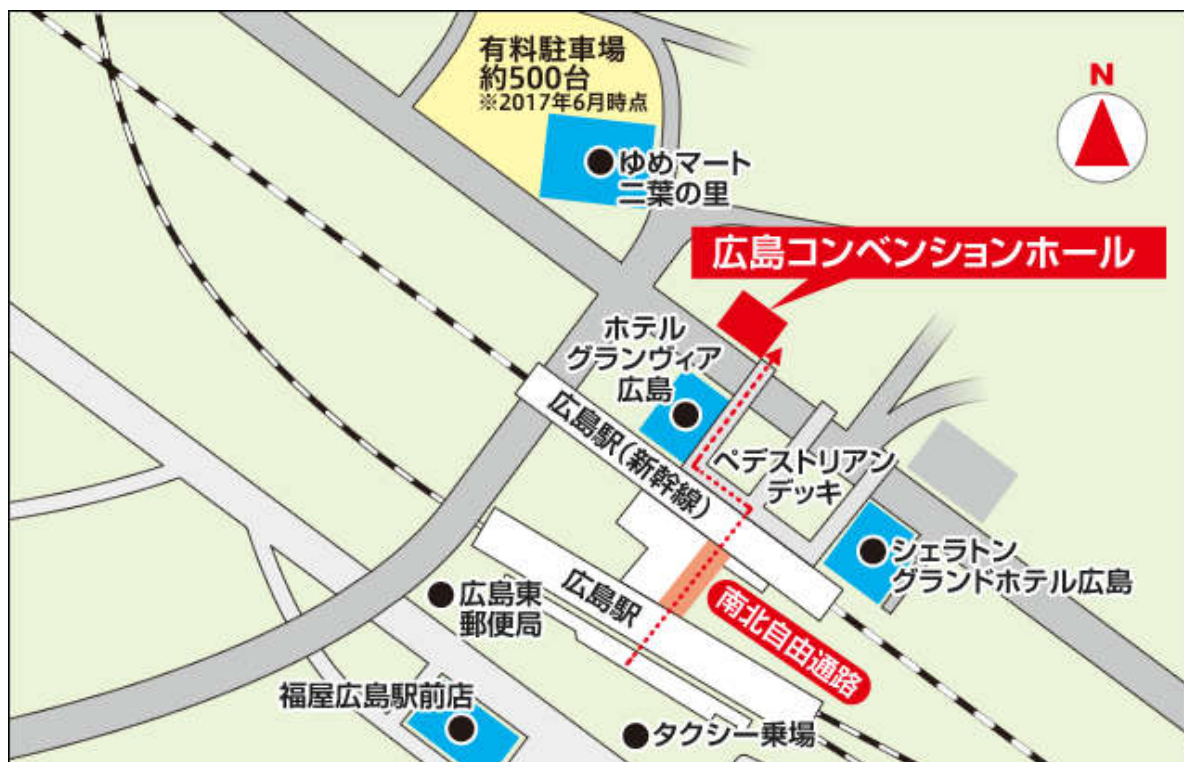 有料駐車場
約500台
※2017年6月時点
N
ゆめマート
二葉の里
広島コンベンションホール
ホテル
グランヴィア
広島
広島駅(新幹線)
ペデストリアン
デッキ
シェラトン
グランドホテル広島
広島駅
広島東
郵便局
南北自由通路
福屋広島駅前店
タクシー乗場